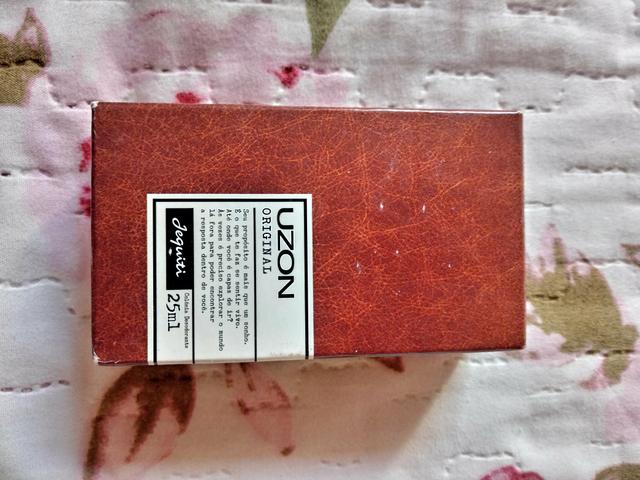 UZON
ORIGINAL
Seu propósito é mais que um sonho.
É o que te faz se sentir vivo.
Até onde você é capaz de ir?
Às vezes é preciso explorar o mundo
lá fora para poder encontrar
a resposta dentro de você.
Jequiti
Colônia Desodorante
25ml